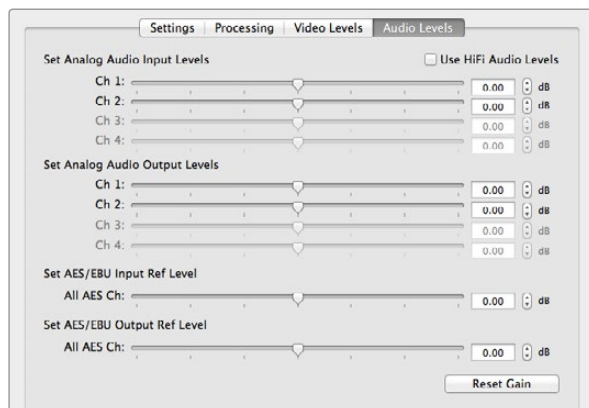 Settings Processing Video Levels Audio Levels
Set Analog Audio Input Levels Use HiFi Audio Levels
Ch 1: 0.00 dB
Ch 2: 0.00 dB
Ch 3: 0.00 dB
Ch 4: 0.00 dB
Set Analog Audio Output Levels
Ch 1: 0.00 dB
Ch 2: 0.00 dB
Ch 3: 0.00 dB
Ch 4: 0.00 dB
Set AES/EBU Input Ref Level
All AES Ch: 0.00 dB
Set AES/EBU Output Ref Level
All AES Ch: 0.00 dB
Reset Gain